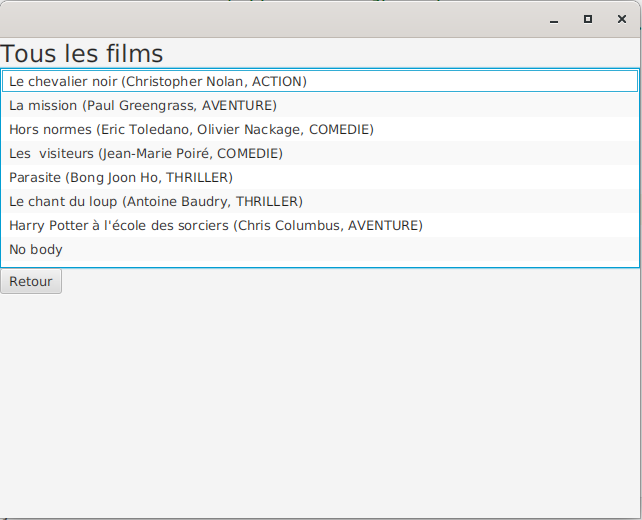 Tous les films
Le chevalier noir (Christopher Nolan, ACTION)
La mission (Paul Greengrass, AVENTURE)
Hors normes (Eric Toledano, Olivier Nackage, COMEDIE)
Les  visiteurs (Jean-Marie Poiré, COMEDIE)
Parasite (Bong Joon Ho, THRILLER)
Le chant du loup (Antoine Baudry, THRILLER)
Harry Potter à l'école des sorciers (Chris Columbus, AVENTURE)
No body
Retour